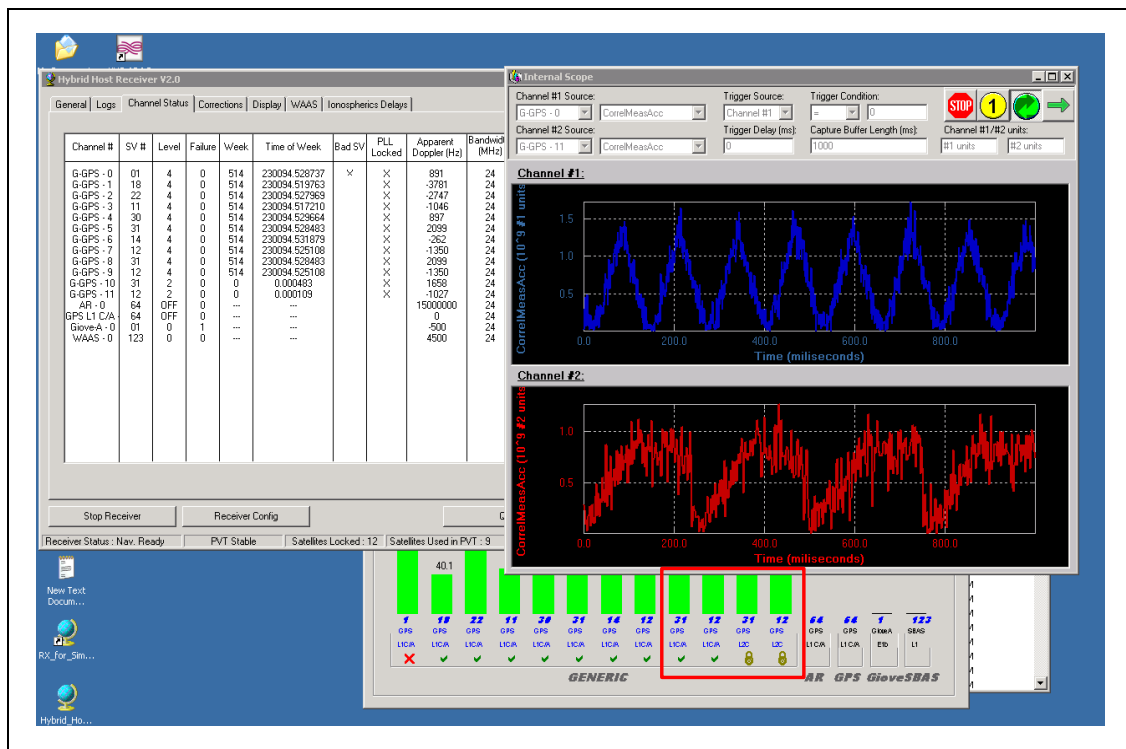 Hybrid Host Receiver V2.0
General Logs Channel Status Corrections Display WAAS Ionospherics Delays
Channel # SV # Level Failure Week Time of Week Bad SV PLL Locked Apparent Doppler (Hz) Bandwid (MHz)
G-GPS - 0 01 4 0 514 230094.528737 X X 891 24
G-GPS - 1 18 4 0 514 230094.519763 X -3781 24
G-GPS - 2 22 4 0 514 230094.527969 X -2747 24
G-GPS - 3 11 4 0 514 230094.517210 X -1046 24
G-GPS - 4 30 4 0 514 230094.529664 X 897 24
G-GPS - 5 31 4 0 514 230094.528483 X 2099 24
G-GPS - 6 14 4 0 514 230094.531879 X -262 24
G-GPS - 7 12 4 0 514 230094.525108 X -1350 24
G-GPS - 8 31 4 0 514 230094.528483 X 2099 24
G-GPS - 9 12 4 0 514 230094.525108 X -1350 24
G-GPS - 10 31 2 0 0 0.000483 X 1658 24
G-GPS - 11 12 2 0 0 0.000109 X -1027 24
AR - 0 64 OFF 0 --- --- 15000000 24
GPS L1 C/A - 64 OFF 0 --- --- 0 24
Giove-A - 0 01 0 1 --- --- -500 24
WAAS - 0 123 0 0 --- --- 4500 24
Stop Receiver Receiver Config
Receiver Status : Nav. Ready PVT Stable Satellites Locked : 12 Satellites Used in PVT : 9
Internal Scope
Channel #1 Source: Trigger Source: Trigger Condition:
G-GPS - 0 CorrelMeasAcc Channel #1 = 0 STOP 1
Channel #2 Source: Trigger Delay (ms): Capture Buffer Length (ms): Channel #1/#2 units:
G-GPS - 11 CorrelMeasAcc 0 1000 #1 units #2 units
Channel #1:
CorrelMeasAcc (10^9 #1 units
1.5
1.0
0.5
0.0 200.0 400.0 600.0 800.0
Time (miliseconds)
Channel #2:
CorrelMeasAcc (10^9 #2 units
1.0
0.5
0.0 200.0 400.0 600.0 800.0
Time (miliseconds)
40.1
1 18 22 11 30 31 14 12 31 12 31 12 64 64 1 123
GPS GPS GPS GPS GPS GPS GPS GPS GPS GPS GPS GPS GPS GPS GioveA SBAS
L1C/A L1C/A L1C/A L1C/A L1C/A L1C/A L1C/A L1C/A L1C/A L1C/A L2C L2C L1 C/A L1 C/A E1b L1
GENERIC AR GPS Giove SBAS
New Text
Docum...
RX_for_Sim...
Hybrid_Ho...